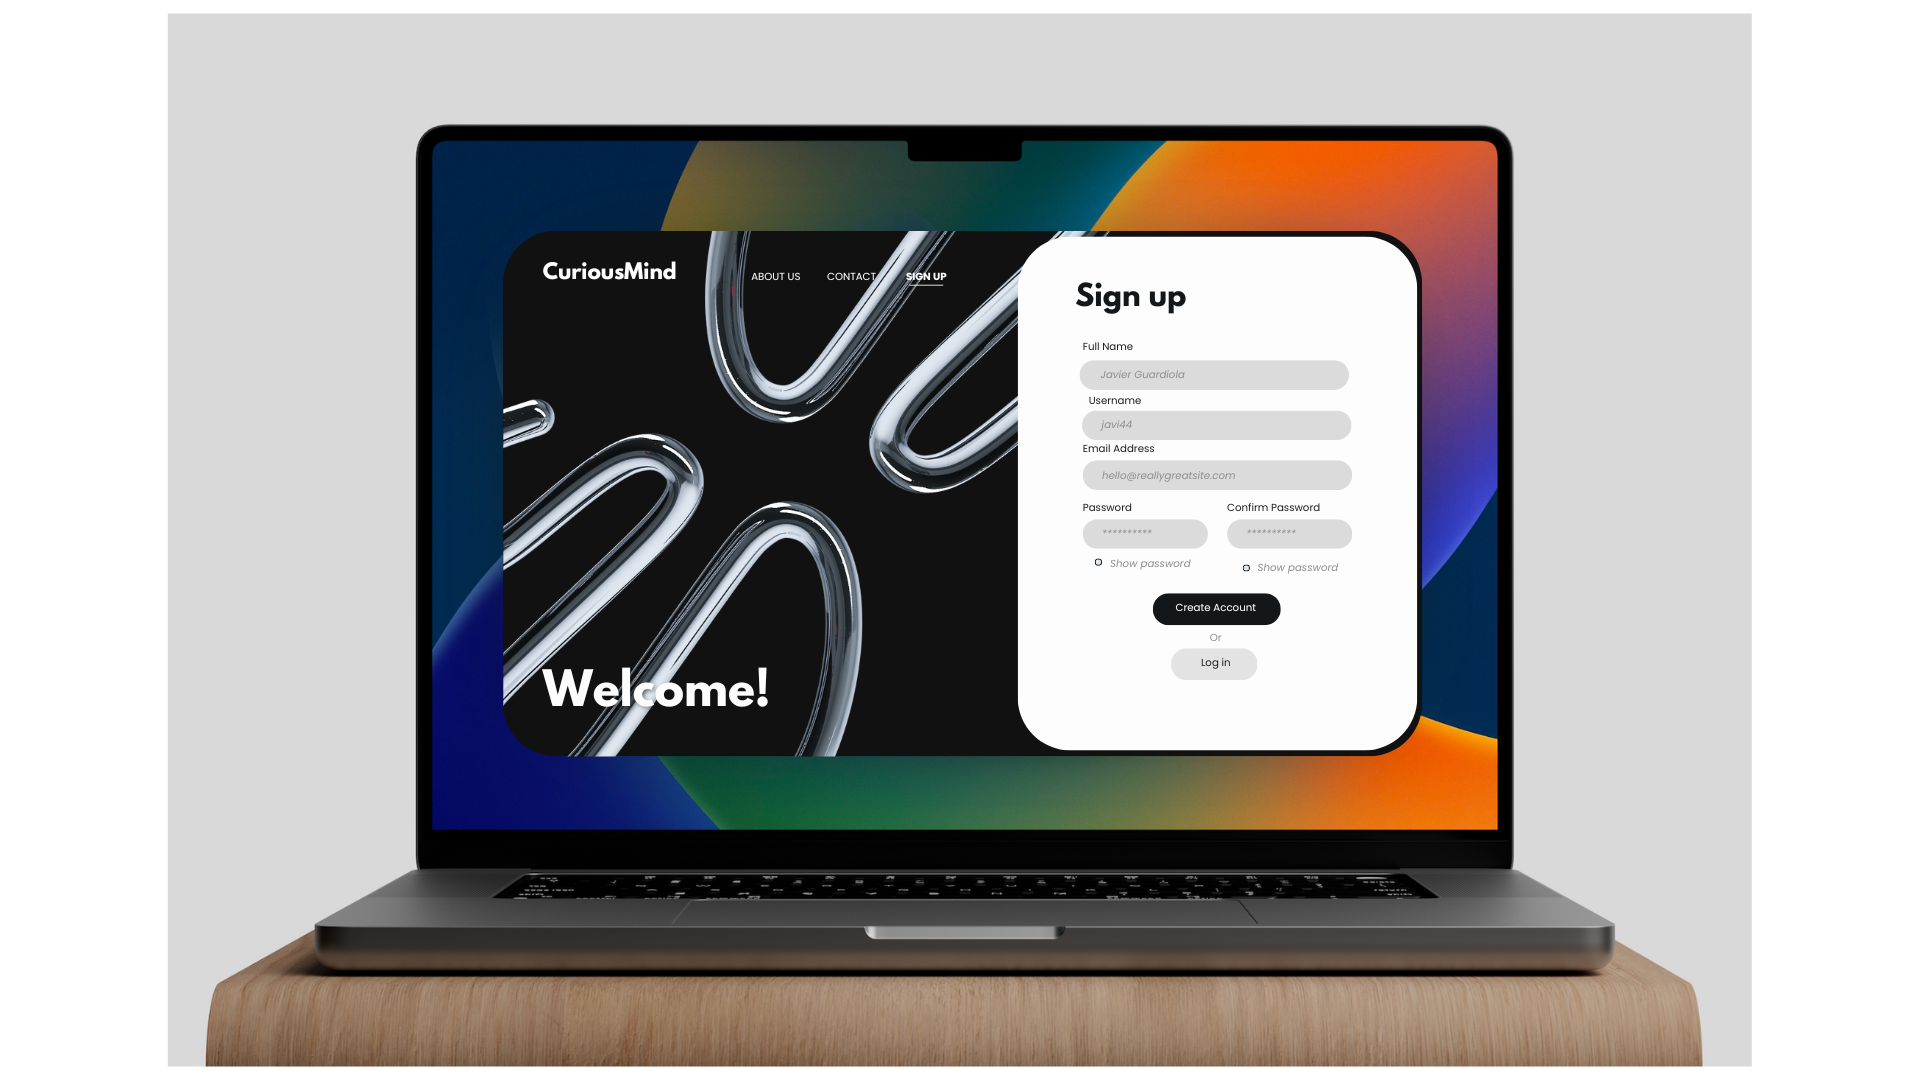 CuriousMind
ABOUT US CONTACT SIGN UP
Welcome!
Sign up
Full Name
Javier Guardiola
Username
javi44
Email Address
hello@reallygreatsite.com
Password Confirm Password
********** **********
Show password Show password
Create Account
Or
Log in